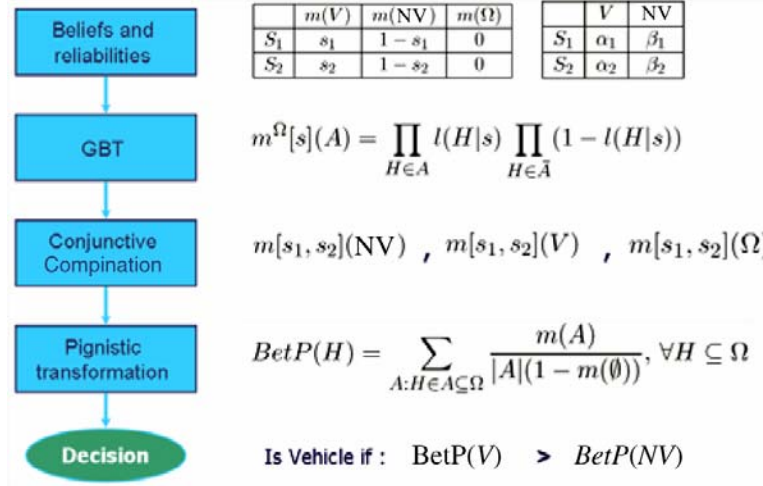 Beliefs and reliabilities
m(V) m(NV) m(Ω)
S₁ s₁ 1 − s₁ 0
S₂ s₂ 1 − s₂ 0
V NV
S₁ α₁ β₁
S₂ α₂ β₂
GBT
m^Ω[s](A) = ∏_{H∈A} l(H|s) ∏_{H∈Ā} (1 − l(H|s))
Conjunctive
Compination
m[s₁, s₂](NV) , m[s₁, s₂](V) , m[s₁, s₂](Ω)
Pignistic
transformation
BetP(H) = ∑_{A:H∈A⊆Ω} m(A) / |A|(1 − m(∅)), ∀H ⊆ Ω
Decision
Is Vehicle if : BetP(V) > BetP(NV)